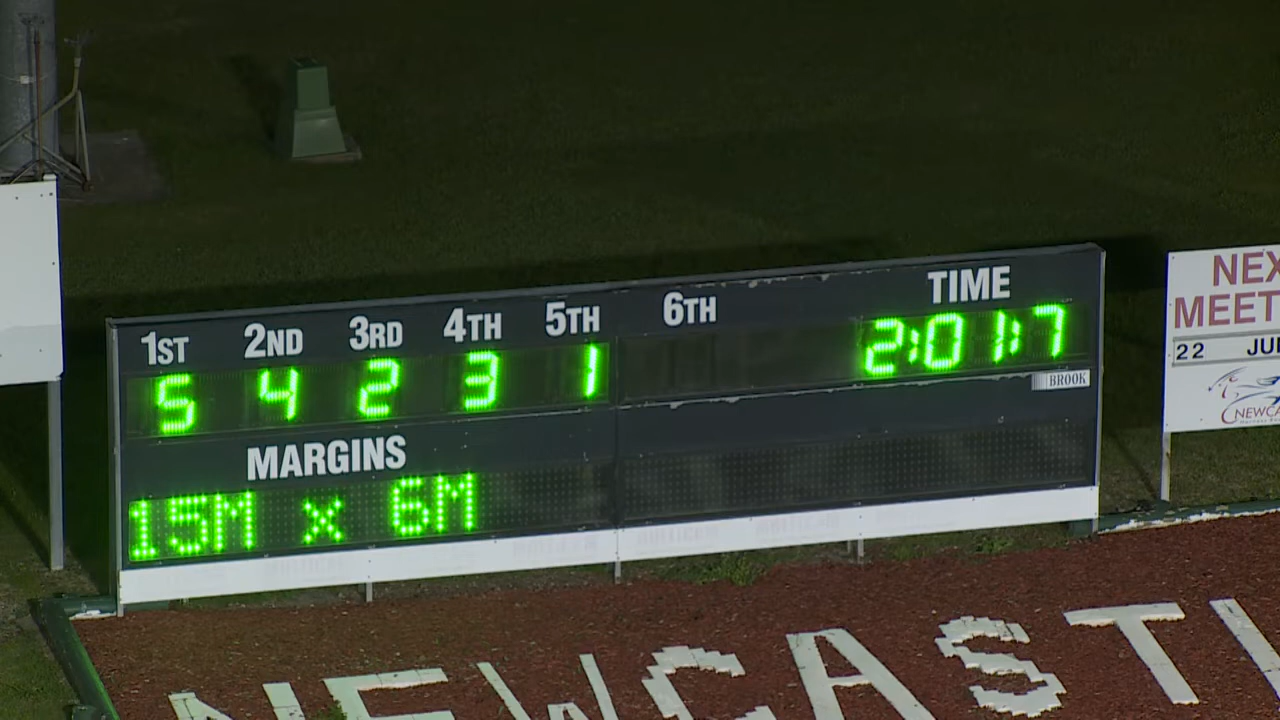 1ST 2ND 3RD 4TH 5TH 6TH TIME
5 4 2 3 1 2:01:7
BROOK
MARGINS
15M x 6M
NEX
MEET
22 JU
NEWCA
NEWCASTL